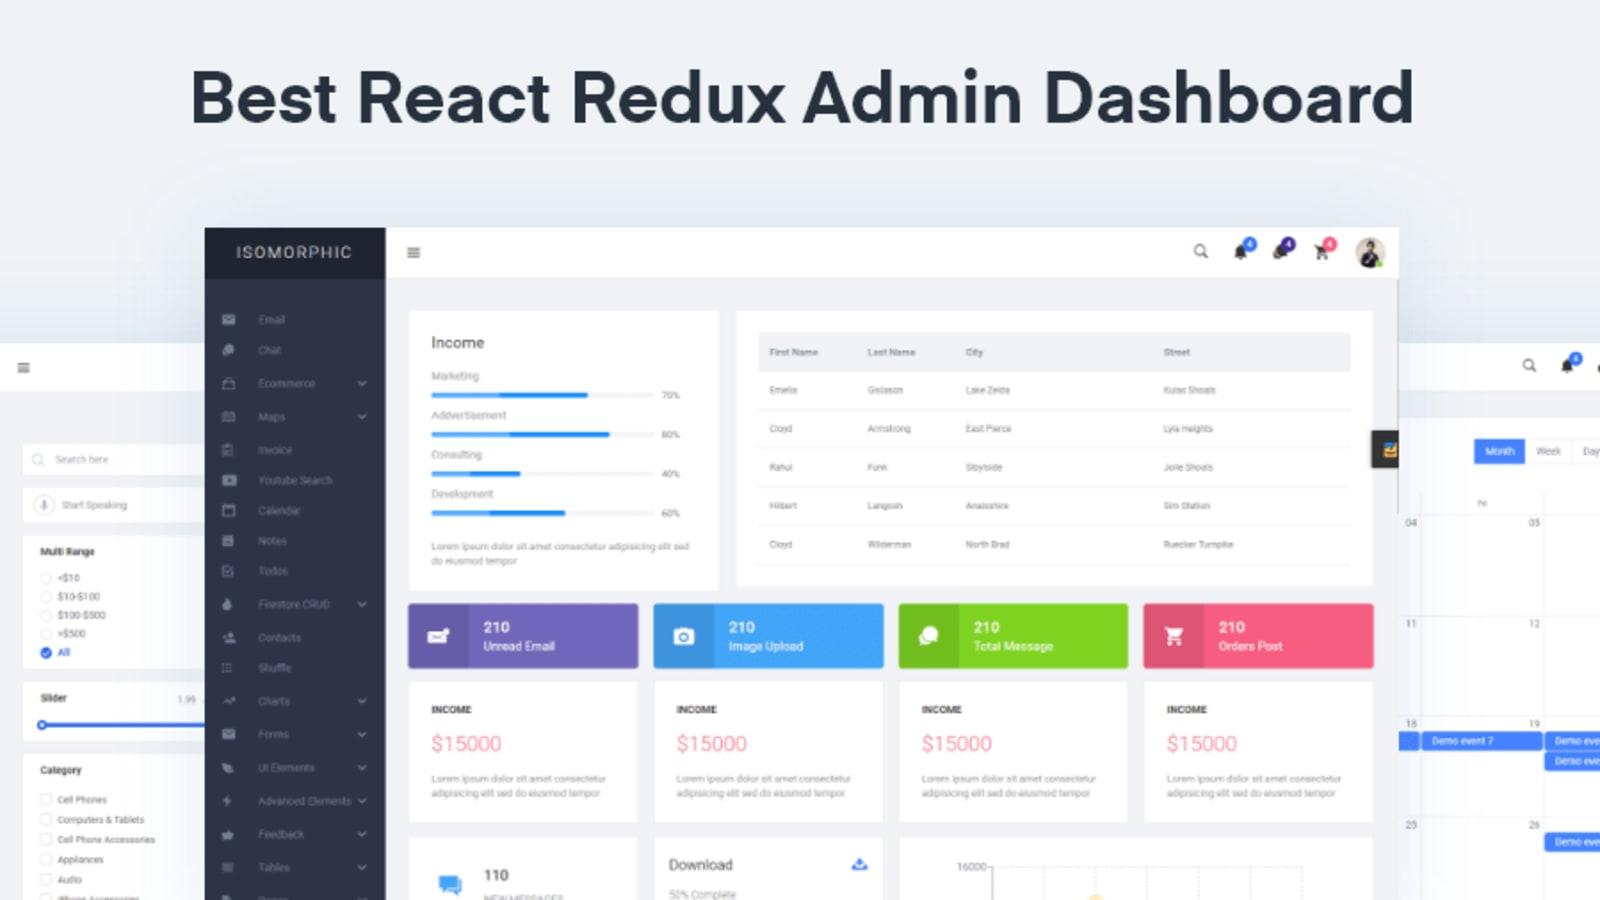 Best React Redux Admin Dashboard
ISOMORPHIC
4
4
4
Email
Chat
Ecommerce
Maps
Invoice
Youtube Search
Calendar
Notes
Todos
Firestore CRUD
Contacts
Shuffle
Charts
Forms
UI Elements
Advanced Elements
Feedback
Tables
Income
Marketing
70%
Addvertisement
80%
Consulting
40%
Development
60%
Lorem ipsum dolor sit amet consectetur adipisicing elit sed
do eiusmod tempor
First Name Last Name City Street
Emelia Gislason Lake Zelda Kulas Shoals
Cloyd Armstrong East Pierce Lyla Heights
Rahul Funk Sibylside Jolie Shoals
Hilbert Langosh Anaisshire Sim Station
Cloyd Wilderman North Brad Ruecker Turnpike
210
Unread Email
210
Image Upload
210
Total Message
210
Orders Post
INCOME
$15000
Lorem ipsum dolor sit amet consectetur
adipisicing elit sed do eiusmod tempor
INCOME
$15000
Lorem ipsum dolor sit amet consectetur
adipisicing elit sed do eiusmod tempor
INCOME
$15000
Lorem ipsum dolor sit amet consectetur
adipisicing elit sed do eiusmod tempor
INCOME
$15000
Lorem ipsum dolor sit amet consectetur
adipisicing elit sed do eiusmod tempor
110
NEW MESSAGES
Download
50% Complete
16000
Search here
Start Speaking
Multi Range
<$10
$10-$100
$100-$500
>$500
All
Slider 1.99
Category
Cell Phones
Computers & Tablets
Cell Phone Accessories
Appliances
Audio
iPhone Accessories
4
Month Week Day
Fri
04 05
11 12
18 19
Demo event 7 Demo eve
Demo eve
25 26
Demo eve